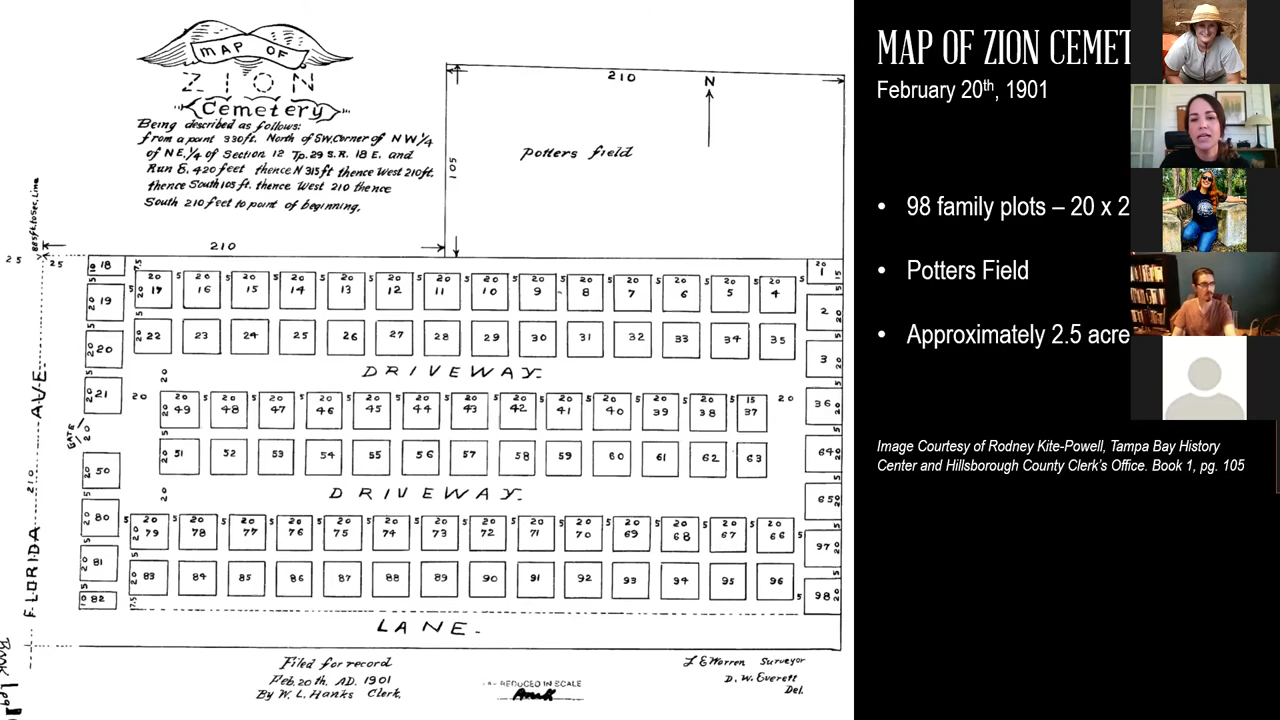 MAP OF
ZION
Cemetery
Being described as follows:
from a point 330ft. North of SW. Corner of NW 1/4
of NE. 1/4 of Section 12 Tp. 29 S. R. 18 E. and
Run E. 420 feet thence N 315 ft thence West 210 ft.
thence South 105 ft. thence West 210 thence
South 210 feet to point of beginning.
210
N
105
Potters field
885ft. to Sec. Line
210
25 25
18 17 16 15 14 13 12 11 10 9 8 7 6 5 4 1
19 2
22 23 24 25 26 27 28 29 30 31 32 33 34 35
20 3
DRIVEWAY.
21 49 48 47 46 45 44 43 42 41 40 39 38 37 36
GATE
51 52 53 54 55 56 57 58 59 60 61 62 63 64
50
DRIVEWAY.
65
80 79 78 77 76 75 74 73 72 71 70 69 68 67 66 97
81 83 84 85 86 87 88 89 90 91 92 93 94 95 96
82 98
LANE.
FLORIDA 210 AVE.
Filed for record
Feb. 20th. AD. 1901
By W. L. Hanks Clerk.
REDUCED IN SCALE
L E Warren Surveyor
D. W. Everett
Del.
MAP OF ZION CEMET
February 20th, 1901
• 98 family plots – 20 x 2
• Potters Field
• Approximately 2.5 acre
Image Courtesy of Rodney Kite-Powell, Tampa Bay History
Center and Hillsborough County Clerk's Office. Book 1, pg. 105